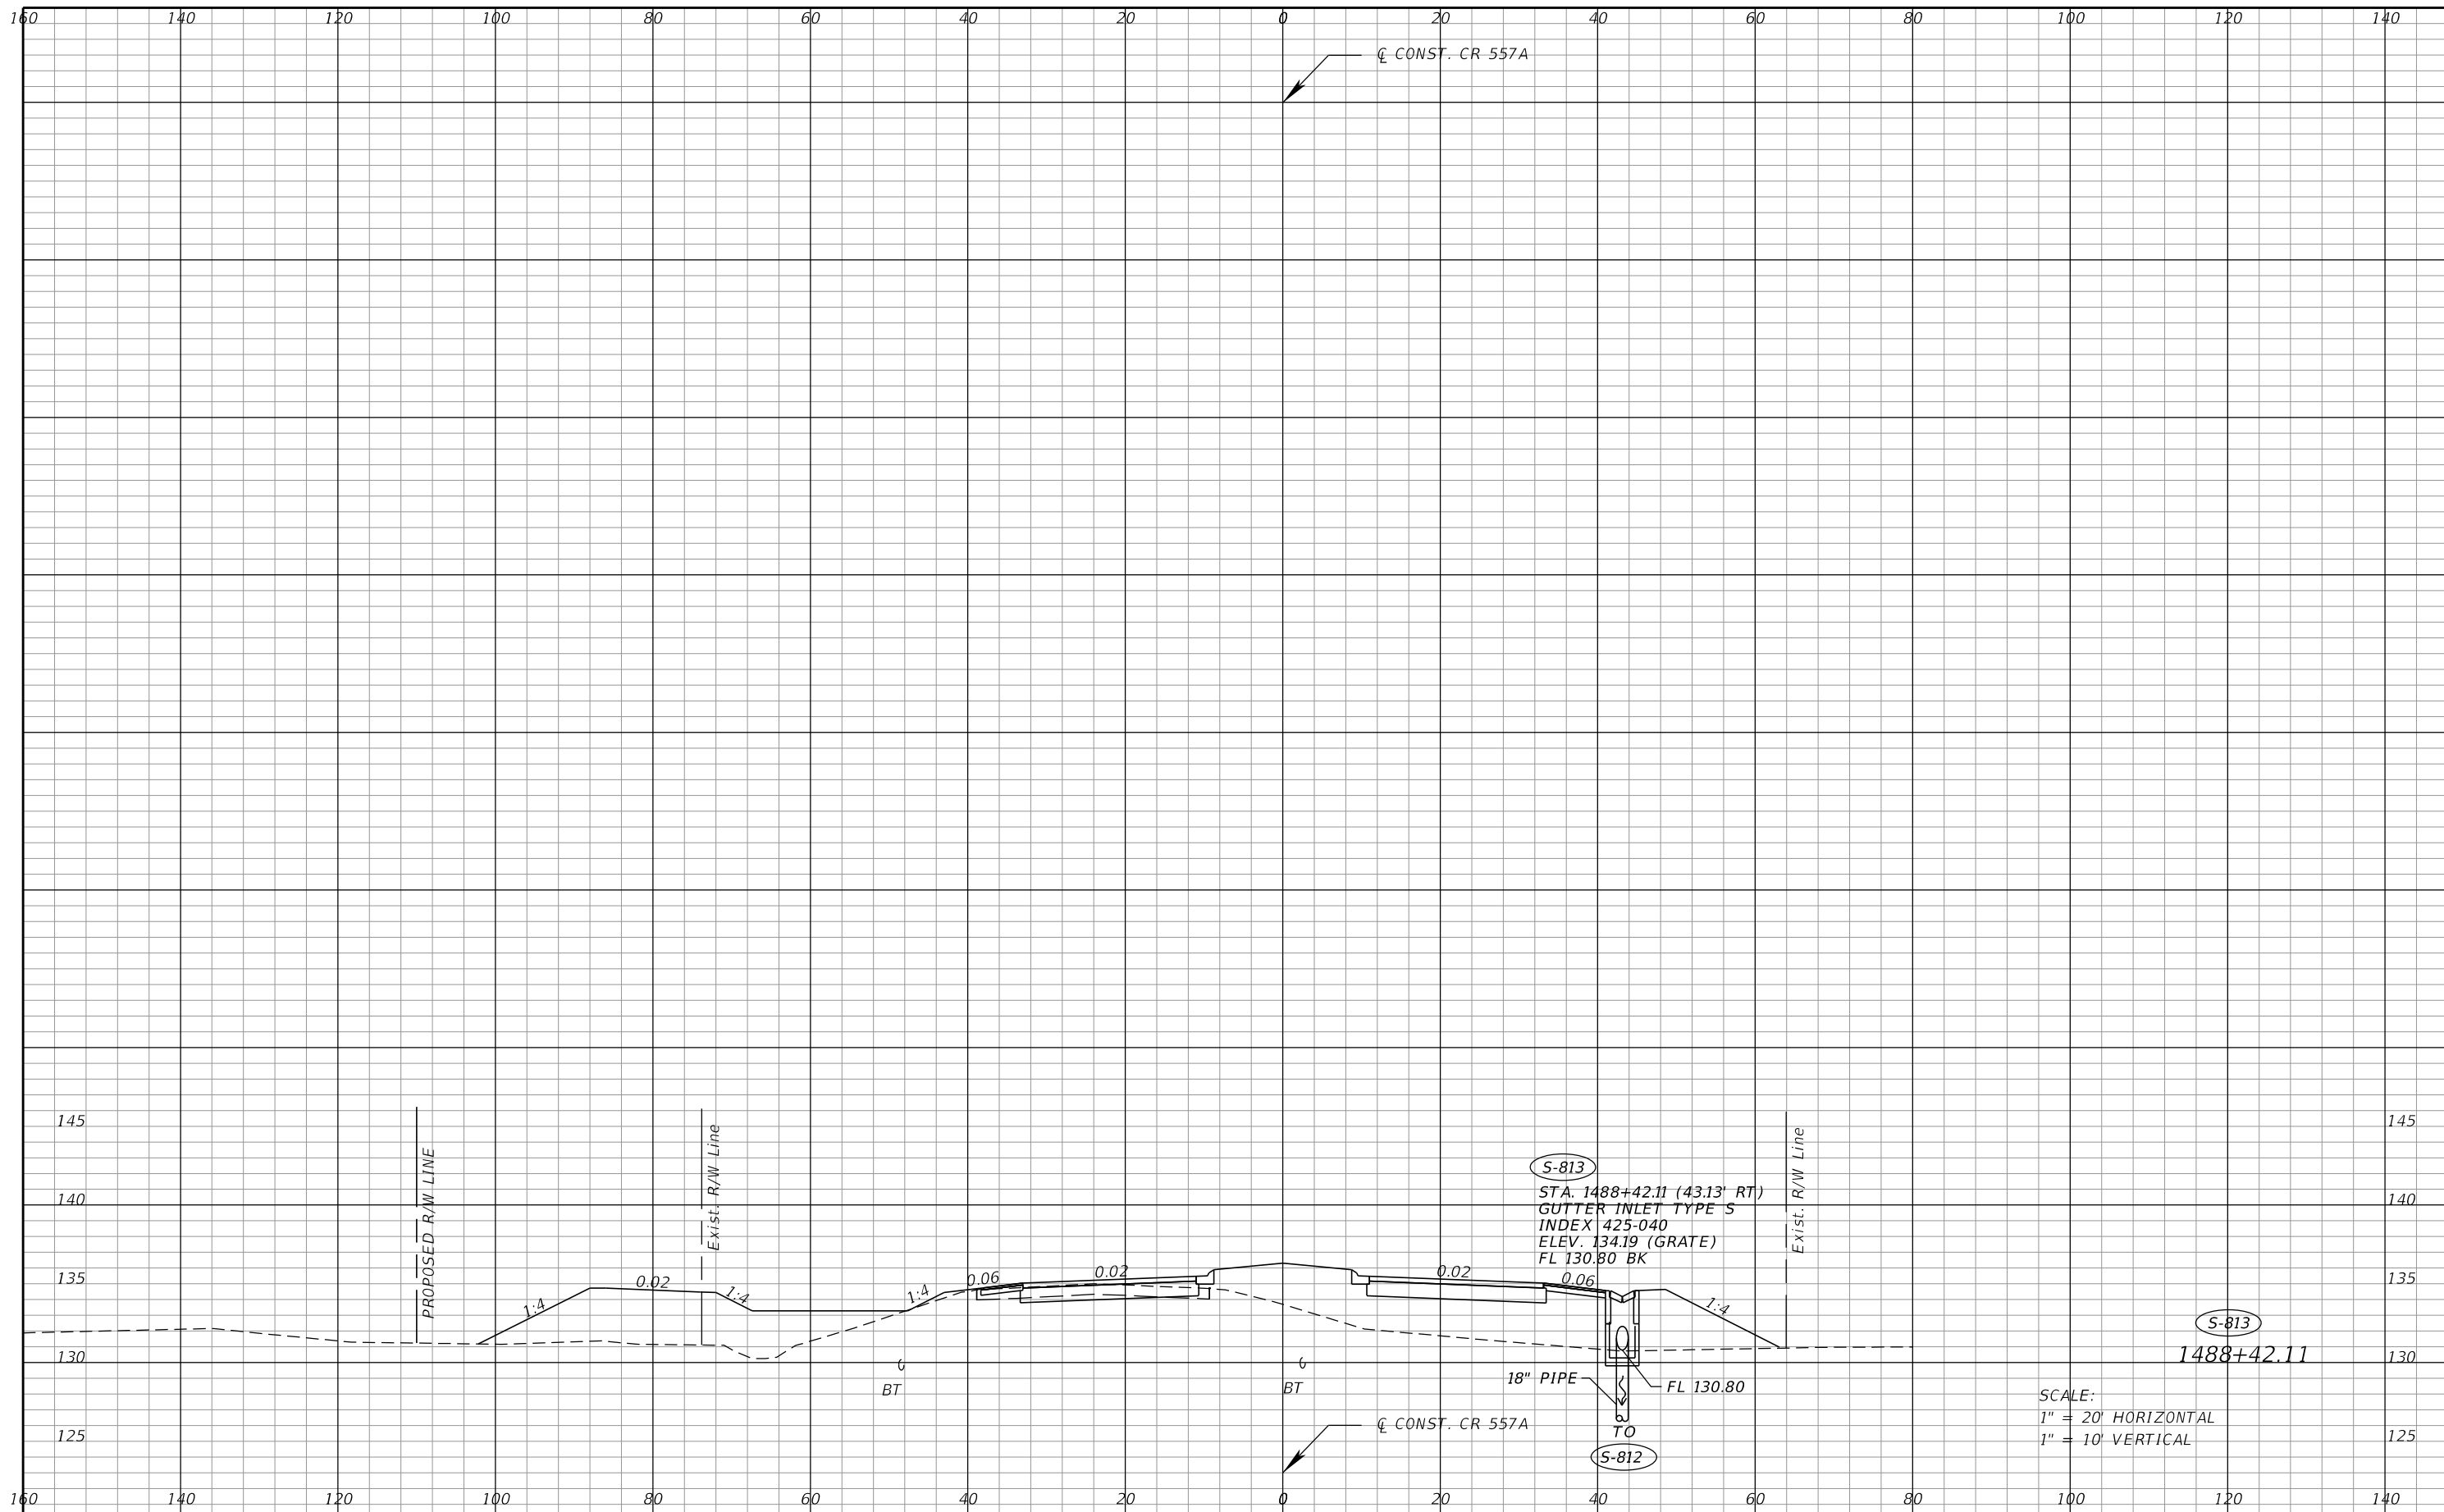 160 140 120 100 80 60 40 20 0 20 40 60 80 100 120 140
℄ CONST. CR 557A
145 145
140 140
135 135
130 130
125 125
PROPOSED R/W LINE
Exist. R/W Line
Exist. R/W Line
S-813
STA. 1488+42.11 (43.13' RT)
GUTTER INLET TYPE S
INDEX 425-040
ELEV. 134.19 (GRATE)
FL 130.80 BK
1:4
0.02
1:4
1:4
0.06
0.02
0.02
0.06
1:4
S-813
1488+42.11
BT
BT
18" PIPE
FL 130.80
TO
S-812
℄ CONST. CR 557A
SCALE:
1" = 20' HORIZONTAL
1" = 10' VERTICAL
160 140 120 100 80 60 40 20 0 20 40 60 80 100 120 140